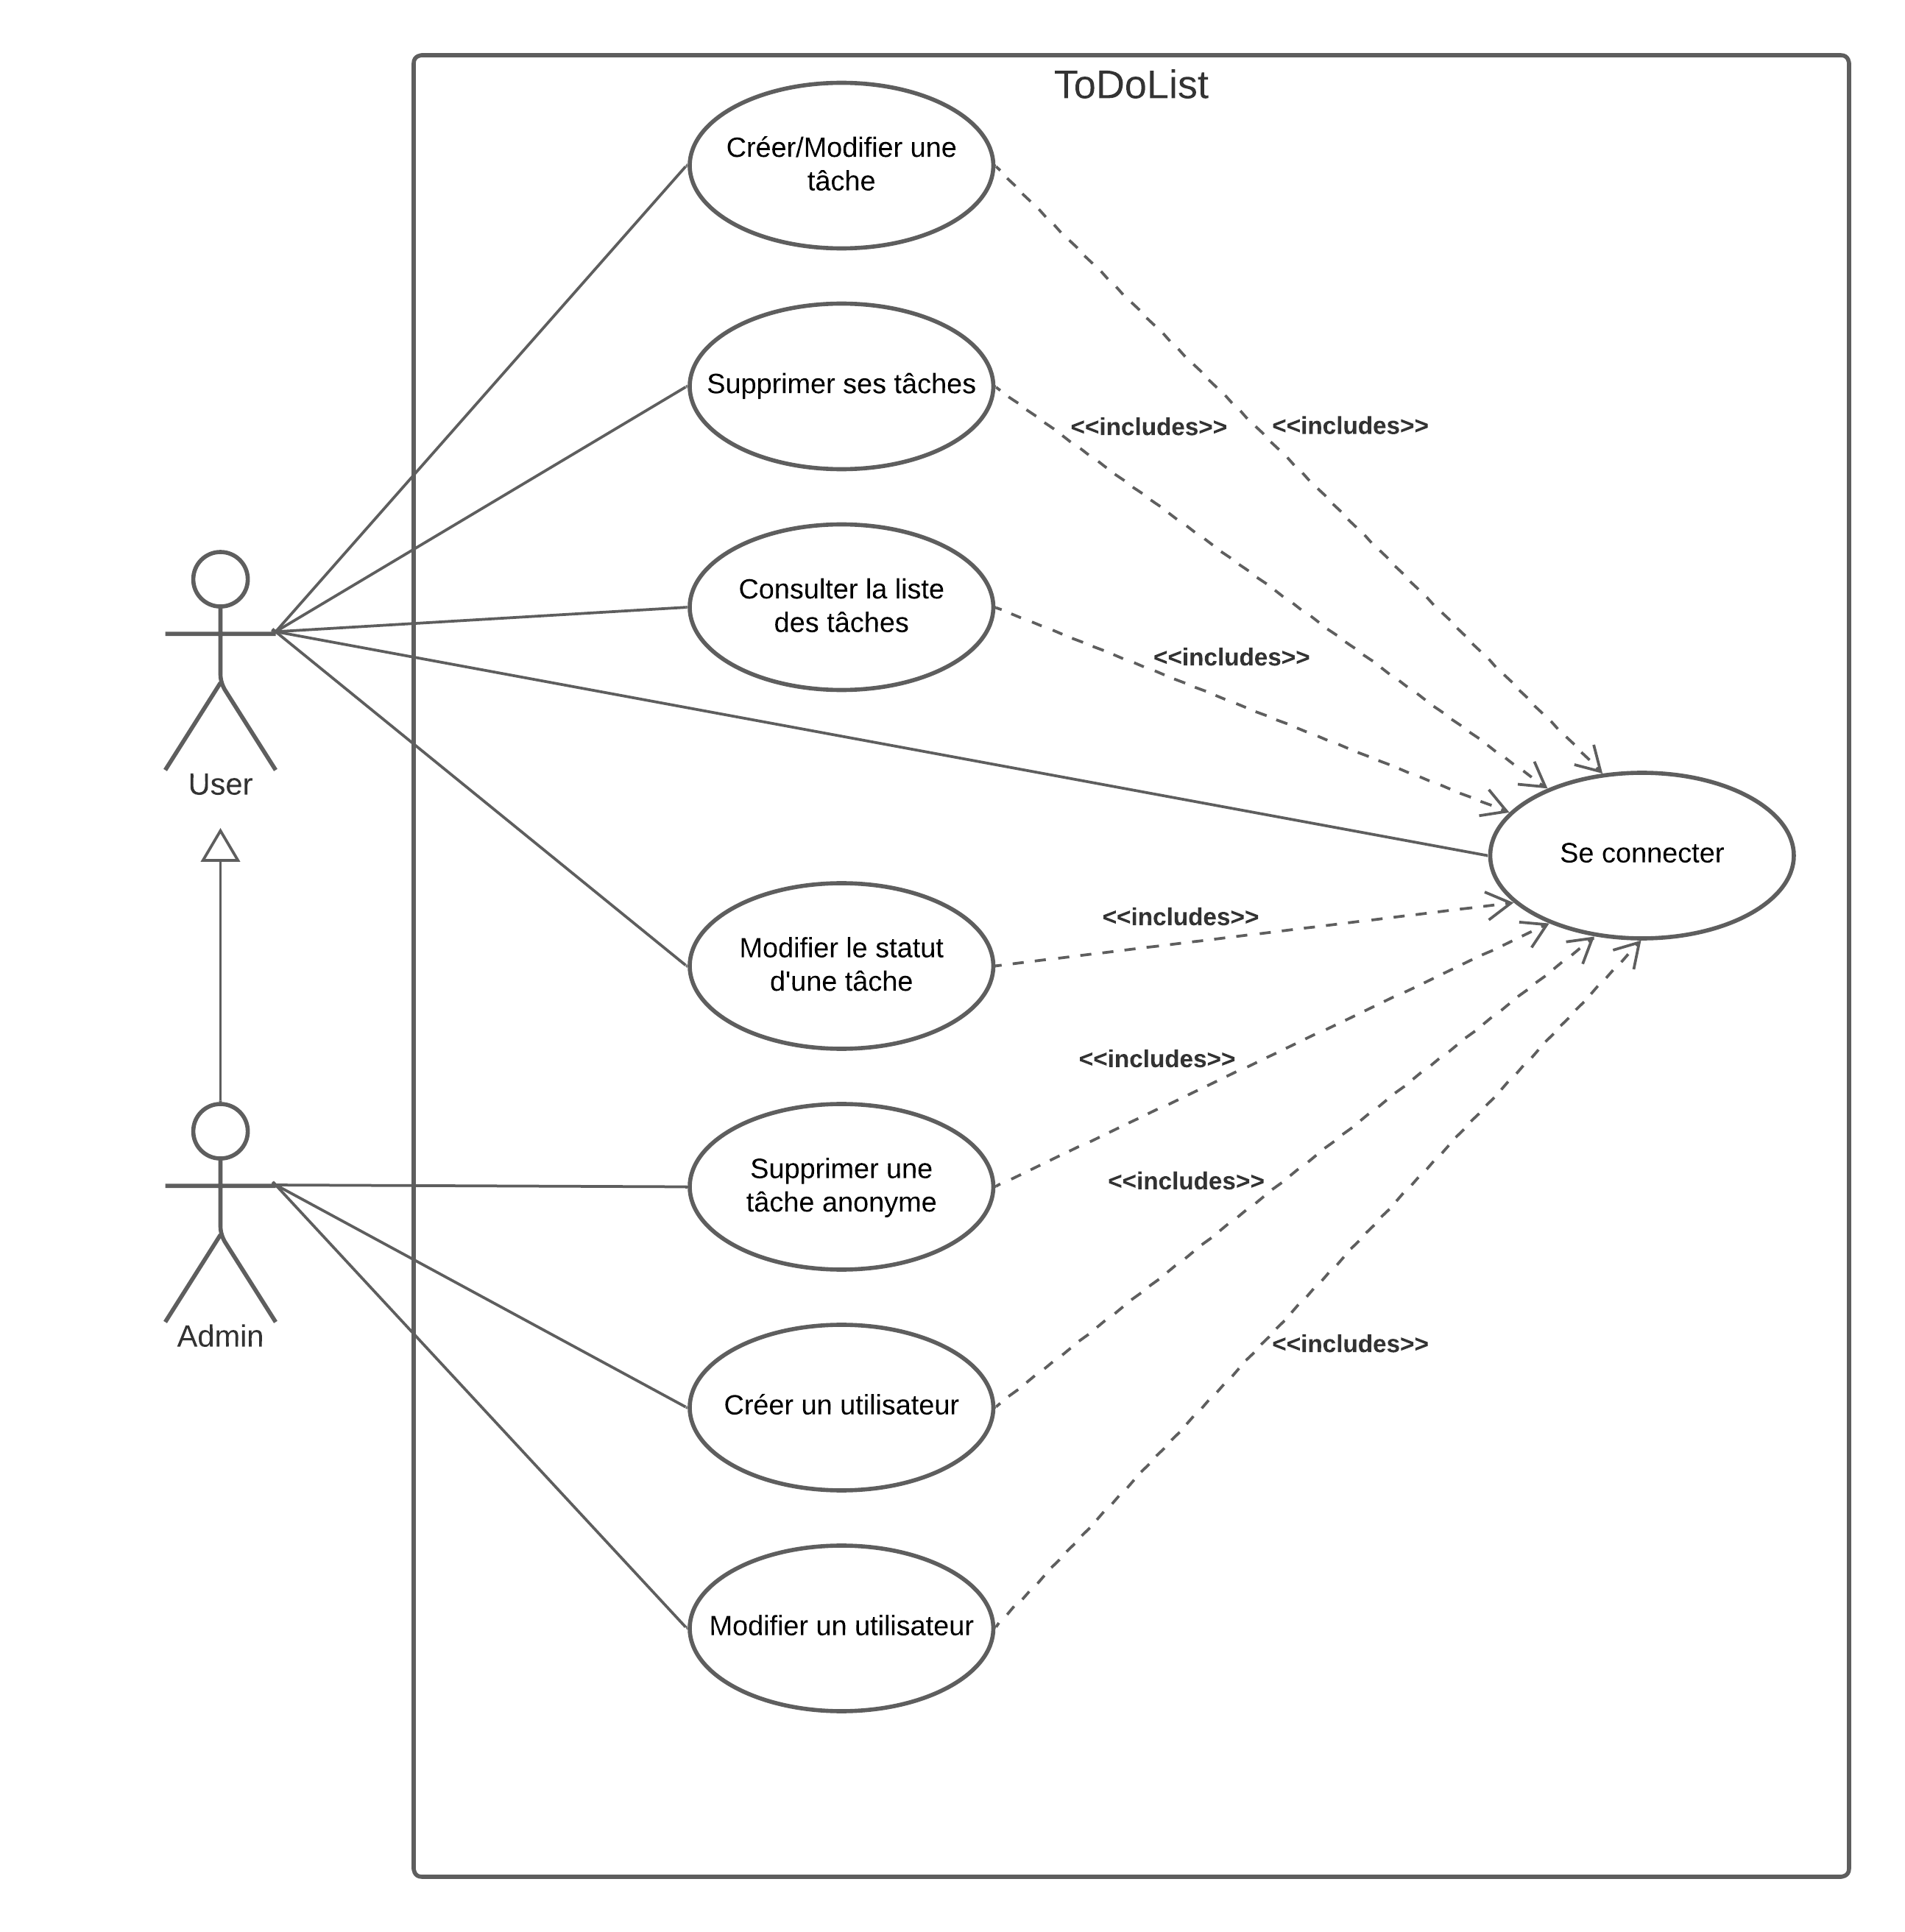 ToDoList
Créer/Modifier une
tâche
Supprimer ses tâches
<<includes>>
<<includes>>
Consulter la liste
des tâches
<<includes>>
User
Se connecter
Modifier le statut
d'une tâche
<<includes>>
<<includes>>
Supprimer une
tâche anonyme
<<includes>>
Admin
<<includes>>
Créer un utilisateur
Modifier un utilisateur